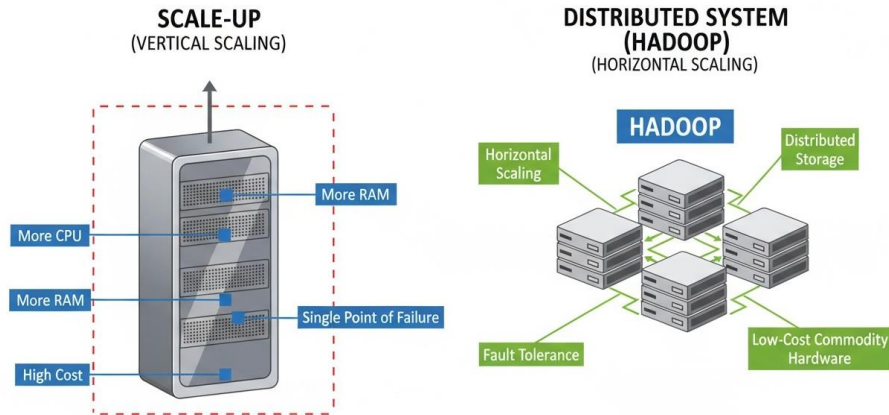 SCALE-UP
(VERTICAL SCALING)
More RAM
More CPU
More RAM
Single Point of Failure
High Cost
DISTRIBUTED SYSTEM
(HADOOP)
(HORIZONTAL SCALING)
HADOOP
Horizontal
Scaling
Distributed
Storage
Fault Tolerance
Low-Cost Commodity
Hardware